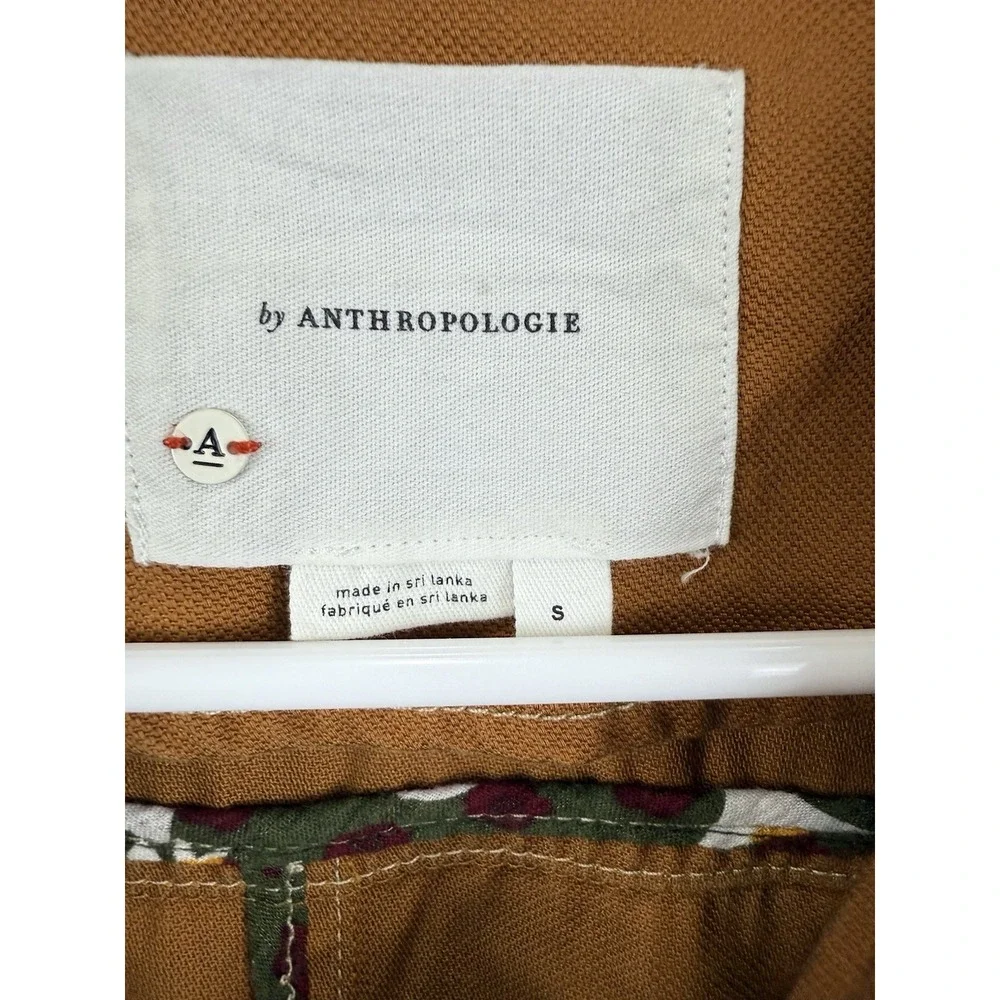 by ANTHROPOLOGIE
A
made in sri lanka
fabriqué en sri lanka
S